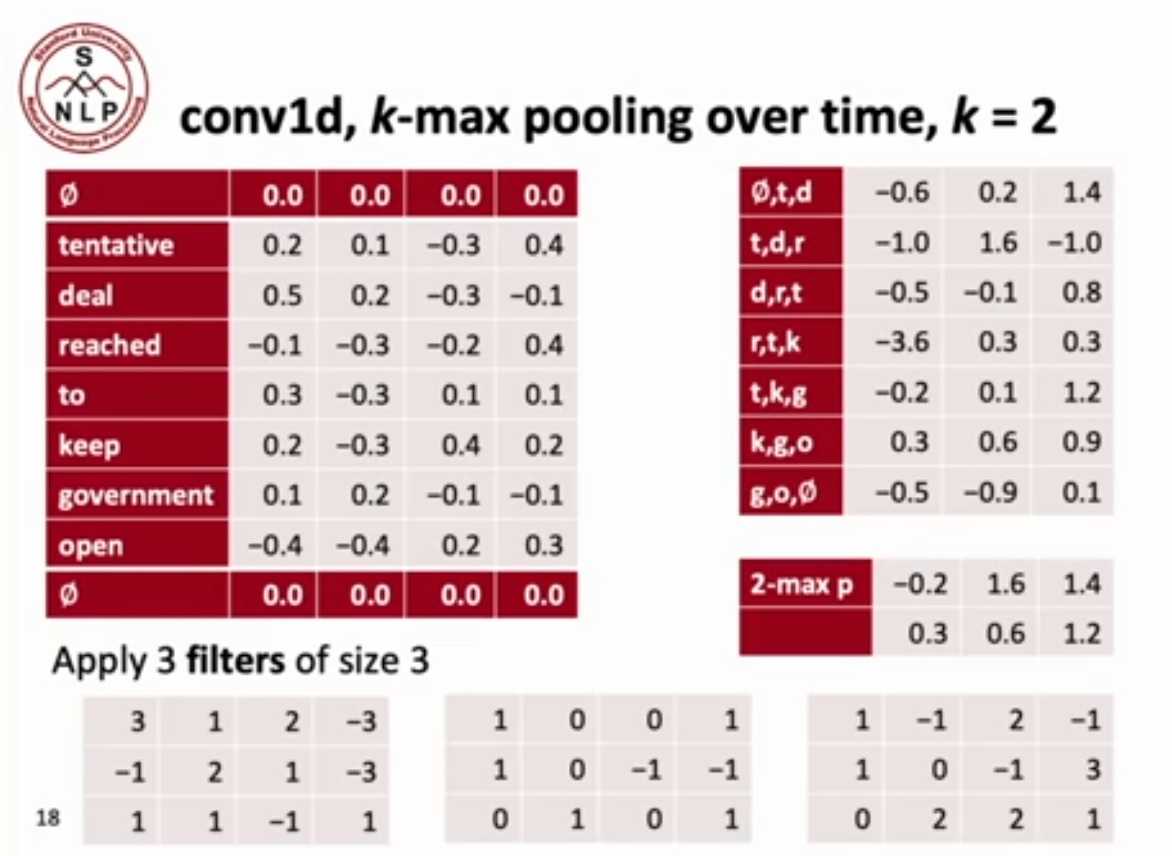 Stanford University
S
NLP
Natural Language Processing
conv1d, k-max pooling over time, k = 2
Ø 0.0 0.0 0.0 0.0
tentative 0.2 0.1 −0.3 0.4
deal 0.5 0.2 −0.3 −0.1
reached −0.1 −0.3 −0.2 0.4
to 0.3 −0.3 0.1 0.1
keep 0.2 −0.3 0.4 0.2
government 0.1 0.2 −0.1 −0.1
open −0.4 −0.4 0.2 0.3
Ø 0.0 0.0 0.0 0.0
Ø,t,d −0.6 0.2 1.4
t,d,r −1.0 1.6 −1.0
d,r,t −0.5 −0.1 0.8
r,t,k −3.6 0.3 0.3
t,k,g −0.2 0.1 1.2
k,g,o 0.3 0.6 0.9
g,o,Ø −0.5 −0.9 0.1
2-max p −0.2 1.6 1.4
0.3 0.6 1.2
Apply 3 filters of size 3
3 1 2 −3
−1 2 1 −3
1 1 −1 1
1 0 0 1
1 0 −1 −1
0 1 0 1
1 −1 2 −1
1 0 −1 3
0 2 2 1
18